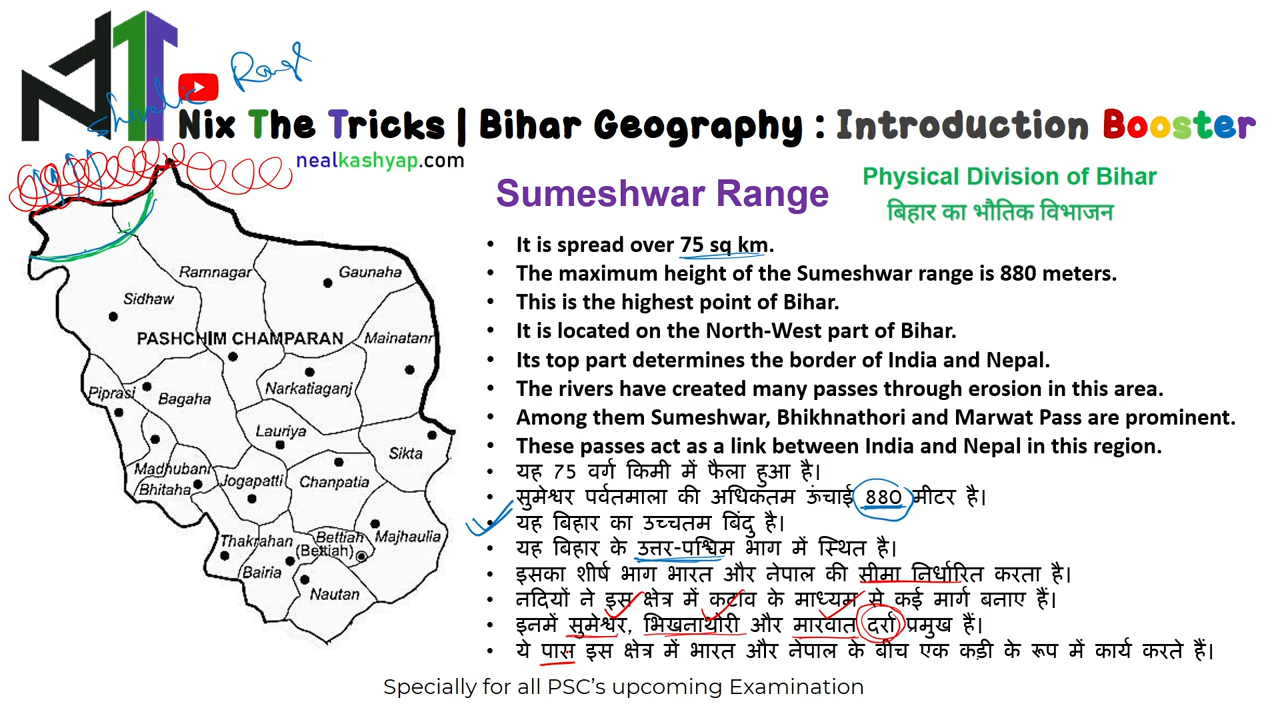 Shivalic Rang
Nix The Tricks | Bihar Geography : Introduction Booster
nealkashyap.com
Sumeshwar Range
Physical Division of Bihar
बिहार का भौतिक विभाजन
• It is spread over 75 sq km.
• The maximum height of the Sumeshwar range is 880 meters.
• This is the highest point of Bihar.
• It is located on the North-West part of Bihar.
• Its top part determines the border of India and Nepal.
• The rivers have created many passes through erosion in this area.
• Among them Sumeshwar, Bhikhnathori and Marwat Pass are prominent.
• These passes act as a link between India and Nepal in this region.
• यह 75 वर्ग किमी में फैला हुआ है।
• सुमेश्वर पर्वतमाला की अधिकतम ऊंचाई 880 मीटर है।
• यह बिहार का उच्चतम बिंदु है।
• यह बिहार के उत्तर-पश्चिम भाग में स्थित है।
• इसका शीर्ष भाग भारत और नेपाल की सीमा निर्धारित करता है।
• नदियों ने इस क्षेत्र में कटाव के माध्यम से कई मार्ग बनाए हैं।
• इनमें सुमेश्वर, भिखनाथोरी और मारवात दर्रा प्रमुख हैं।
• ये पास इस क्षेत्र में भारत और नेपाल के बीच एक कड़ी के रूप में कार्य करते हैं।
Ramnagar
Gaunaha
Sidhaw
PASHCHIM CHAMPARAN
Mainatanr
Narkatiaganj
Piprasi
Bagaha
Lauriya
Sikta
Madhubani
Jogapatti
Chanpatia
Bhitaha
Thakrahan
Bettiah
(Bettiah)
Majhaulia
Bairia
Nautan
Specially for all PSC's upcoming Examination